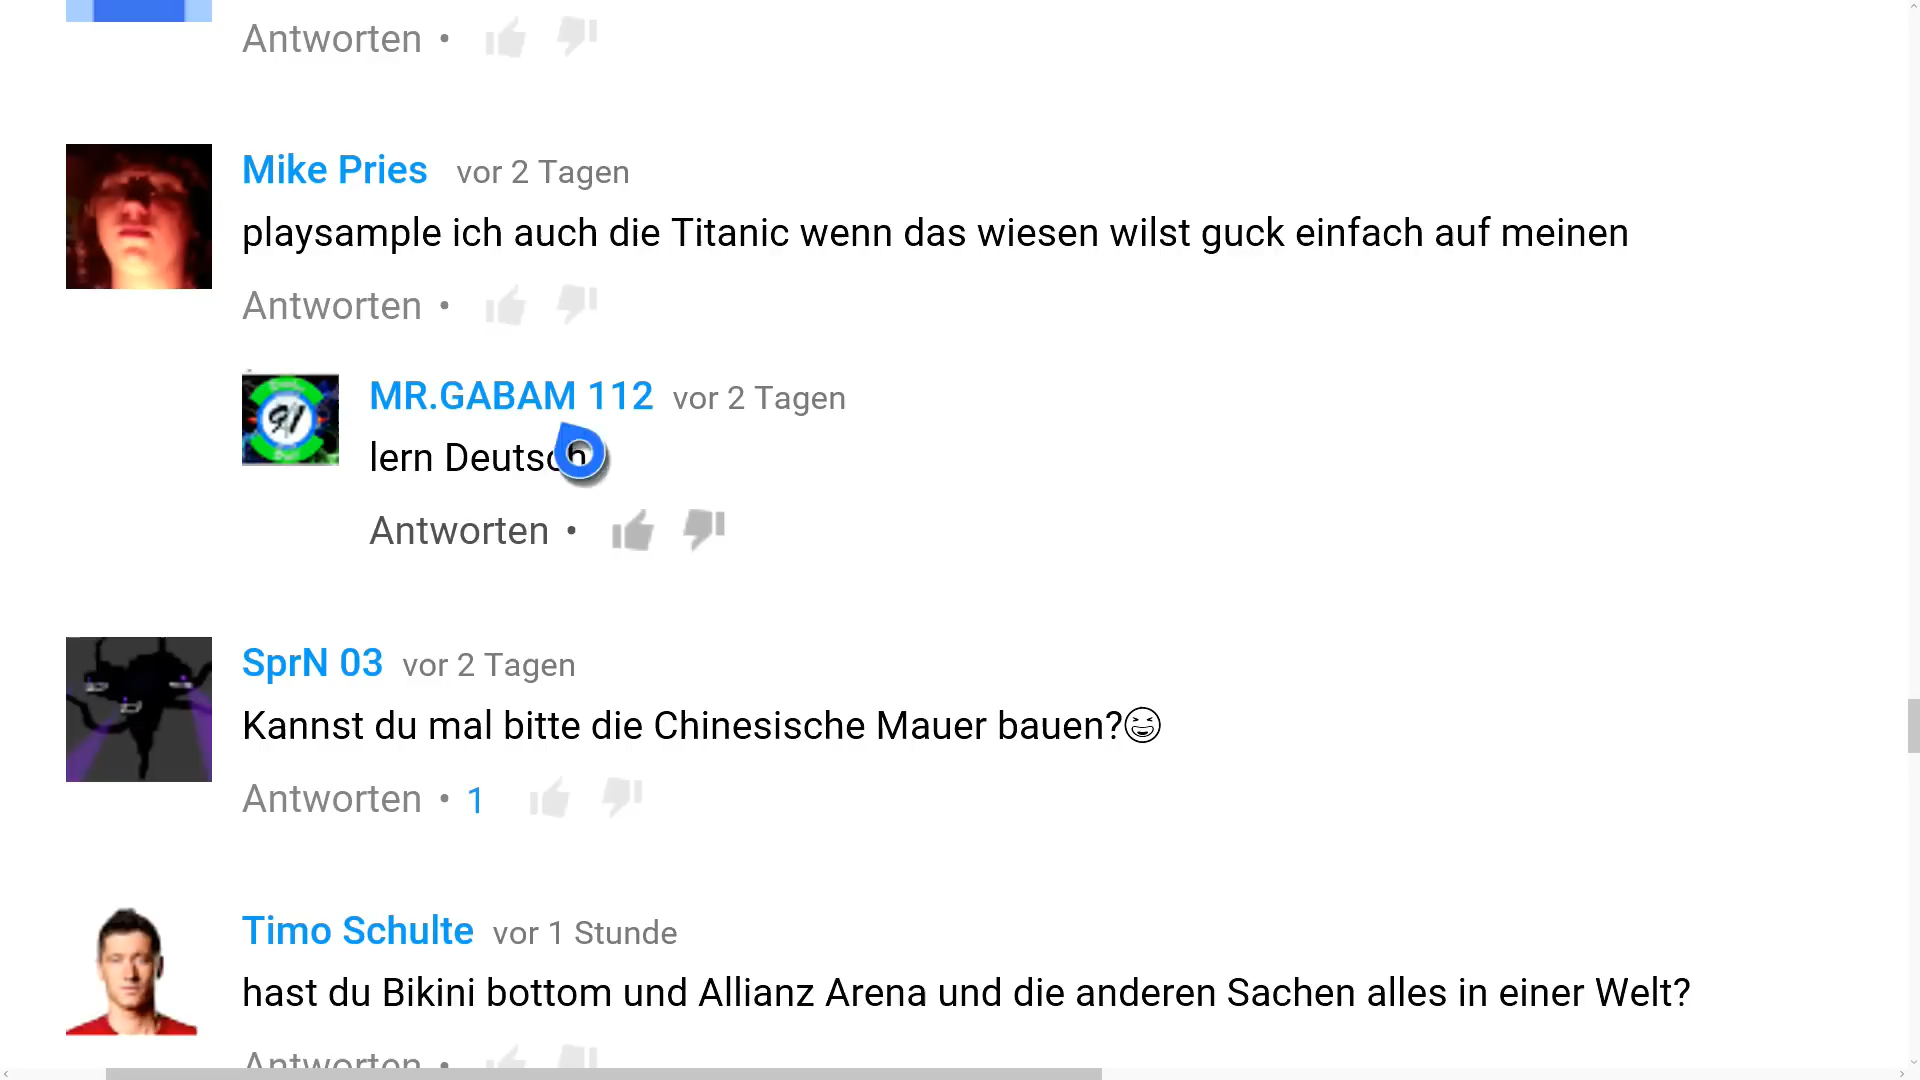 Antworten •
Mike Pries vor 2 Tagen
playsample ich auch die Titanic wenn das wiesen wilst guck einfach auf meinen
Antworten •
MR.GABAM 112 vor 2 Tagen
lern Deutsch
Antworten •
SprN 03 vor 2 Tagen
Kannst du mal bitte die Chinesische Mauer bauen?😆
Antworten • 1
Timo Schulte vor 1 Stunde
hast du Bikini bottom und Allianz Arena und die anderen Sachen alles in einer Welt?
Antworten •